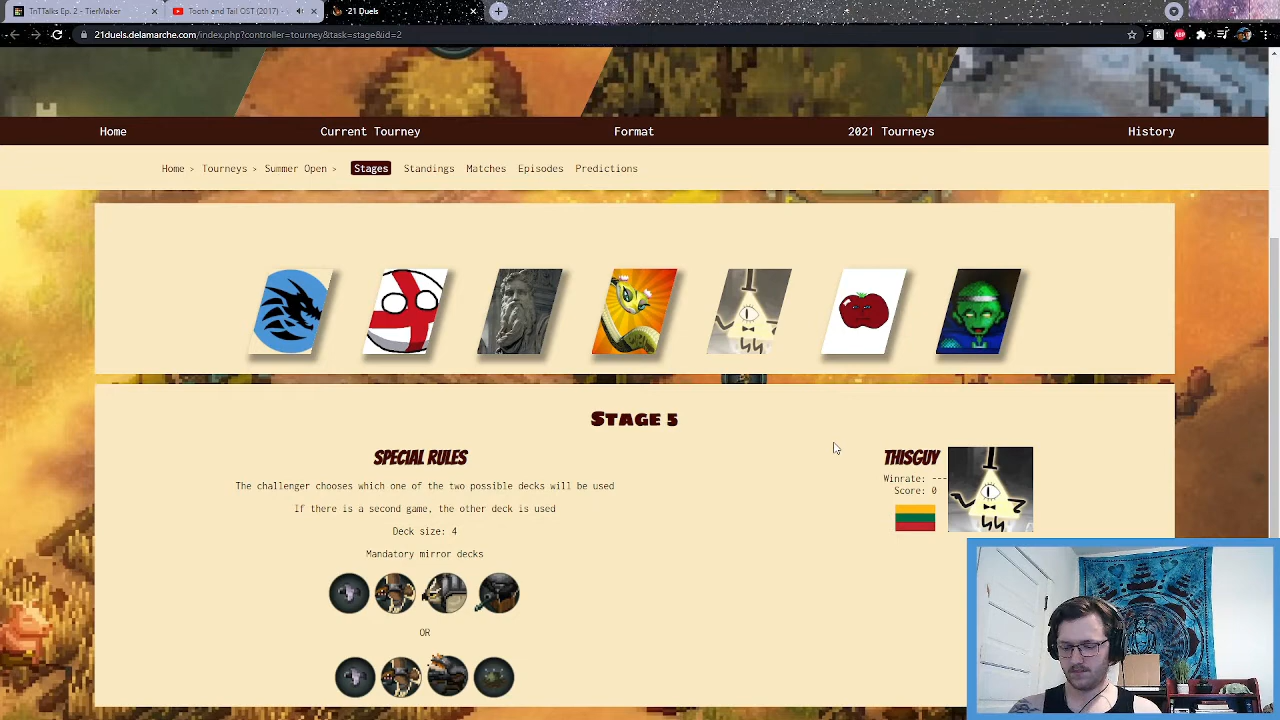 TnTTalks Ep. 2 - TierMaker
Tooth and Tail OST (2017) -
21 Duels
21duels.delamarche.com/index.php?controller=tourney&task=stage&id=2
ABP
Home
Current Tourney
Format
2021 Tourneys
History
Home > Tourneys > Summer Open > Stages Standings Matches Episodes Predictions
STAGE 5
SPECIAL RULES
The challenger chooses which one of the two possible decks will be used
If there is a second game, the other deck is used
Deck size: 4
Mandatory mirror decks
OR
THISGUY
Winrate: ---
Score: 0